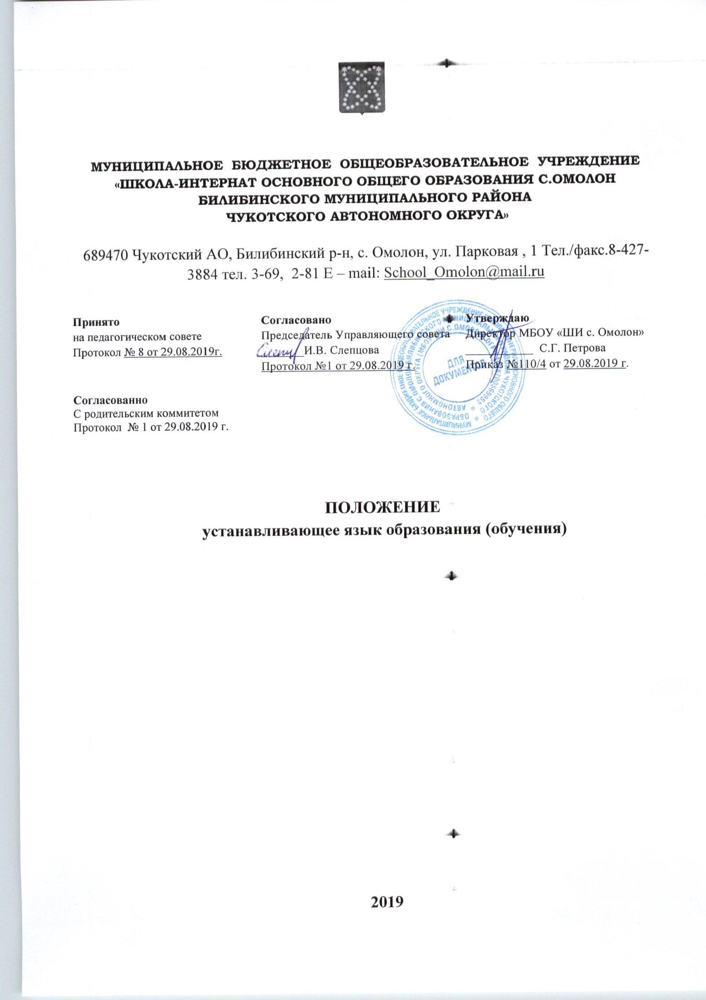 МУНИЦИПАЛЬНОЕ БЮДЖЕТНОЕ ОБЩЕОБРАЗОВАТЕЛЬНОЕ УЧРЕЖДЕНИЕ
«ШКОЛА-ИНТЕРНАТ ОСНОВНОГО ОБЩЕГО ОБРАЗОВАНИЯ С.ОМОЛОН
БИЛИБИНСКОГО МУНИЦИПАЛЬНОГО РАЙОНА
ЧУКОТСКОГО АВТОНОМНОГО ОКРУГА»
689470 Чукотский АО, Билибинский р-н, с. Омолон, ул. Парковая , 1 Тел./факс.8-427-
3884 тел. 3-69, 2-81 E – mail: School_Omolon@mail.ru
Принято
на педагогическом совете
Протокол № 8 от 29.08.2019г.
Согласовано
Председатель Управляющего совета
И.В. Слепцова
Протокол №1 от 29.08.2019 г.
Утверждаю
Директор МБОУ «ШИ с. Омолон»
С.Г. Петрова
Приказ №110/4 от 29.08.2019 г.
ДЛЯ
ДОКУМЕНТОВ
Согласованно
С родительским коммитетом
Протокол № 1 от 29.08.2019 г.
ПОЛОЖЕНИЕ
устанавливающее язык образования (обучения)
2019